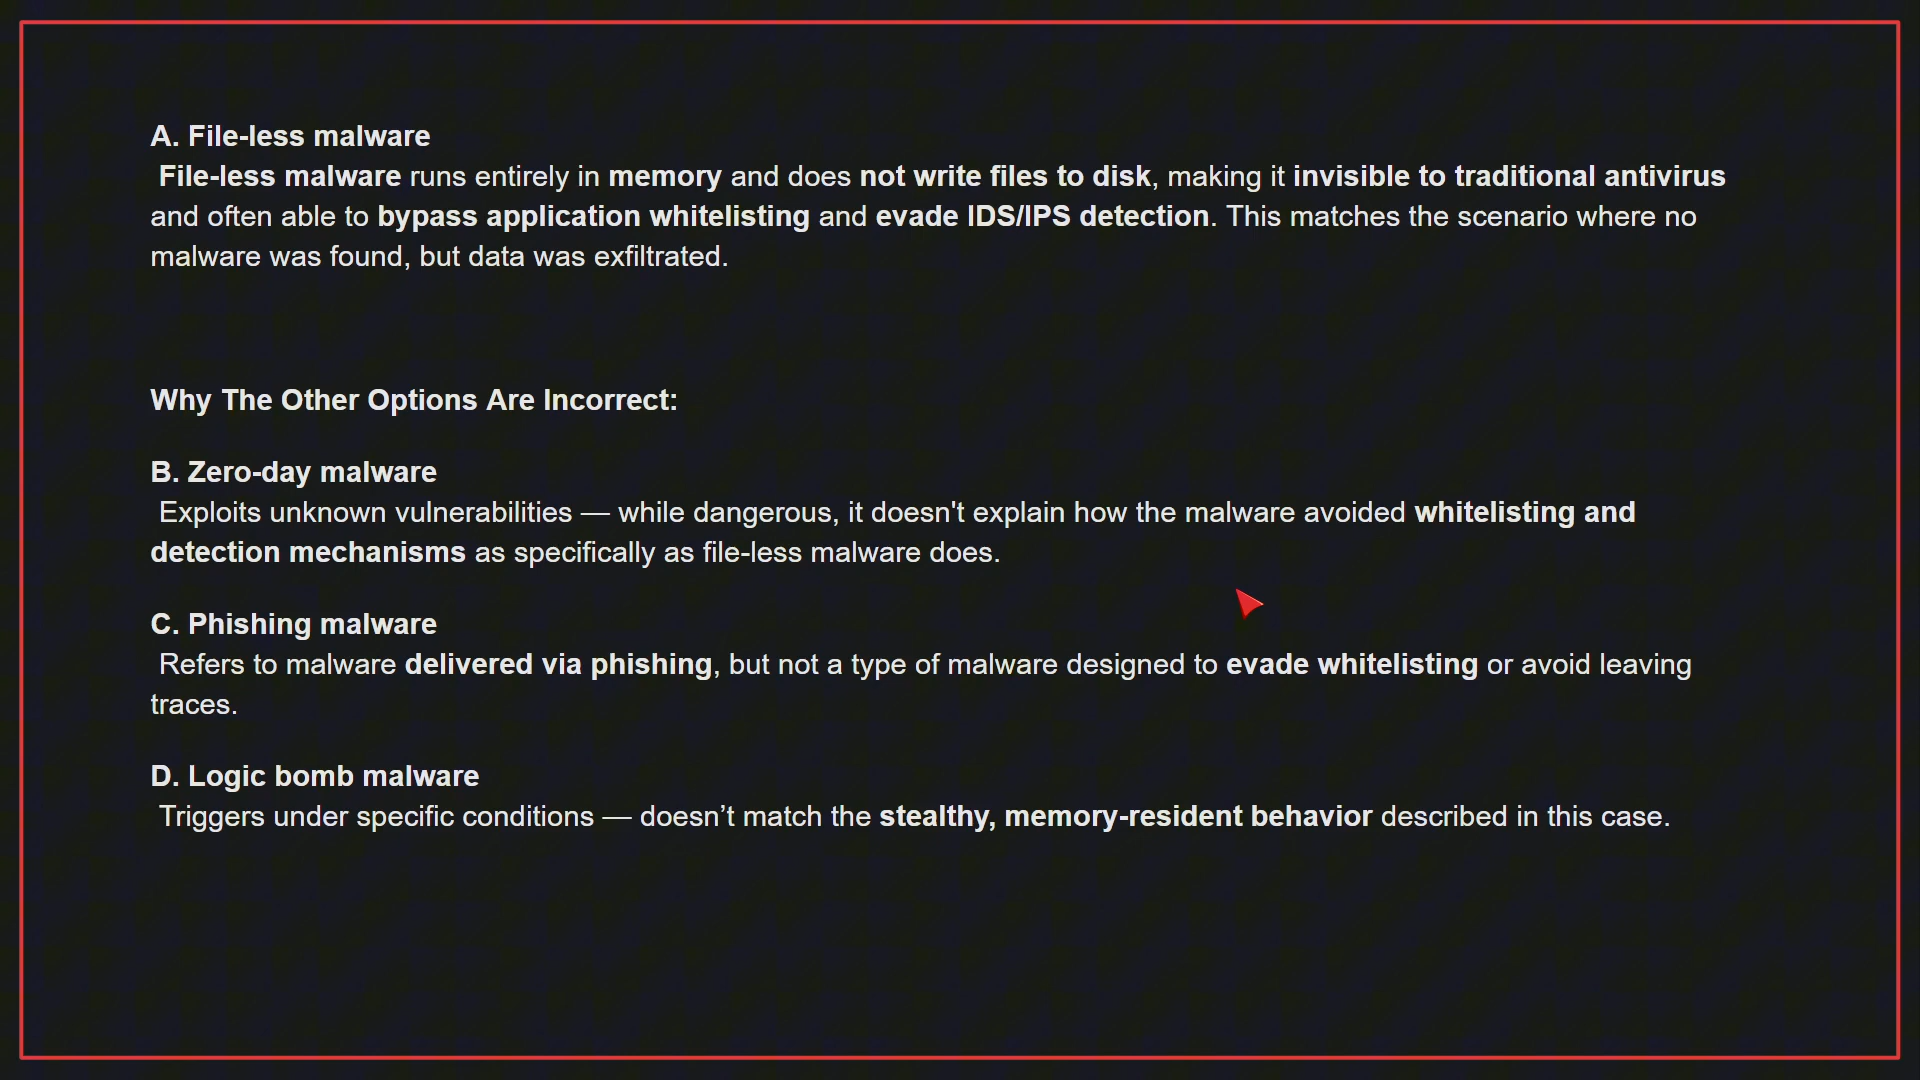 A. File-less malware
File-less malware runs entirely in memory and does not write files to disk, making it invisible to traditional antivirus
and often able to bypass application whitelisting and evade IDS/IPS detection. This matches the scenario where no
malware was found, but data was exfiltrated.
Why The Other Options Are Incorrect:
B. Zero-day malware
Exploits unknown vulnerabilities — while dangerous, it doesn't explain how the malware avoided whitelisting and
detection mechanisms as specifically as file-less malware does.
C. Phishing malware
Refers to malware delivered via phishing, but not a type of malware designed to evade whitelisting or avoid leaving
traces.
D. Logic bomb malware
Triggers under specific conditions — doesn’t match the stealthy, memory-resident behavior described in this case.